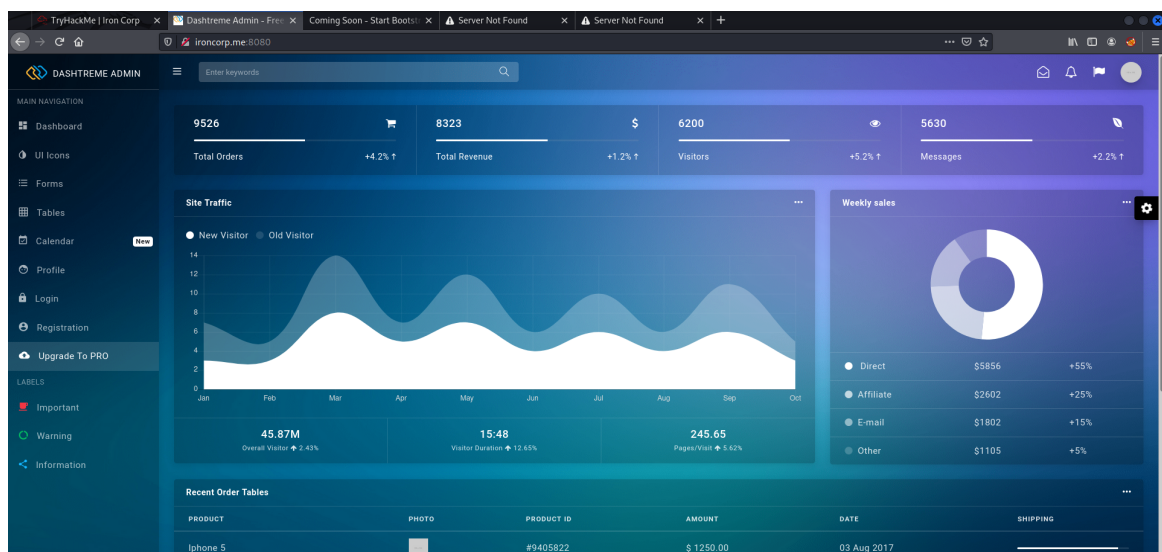 TryHackMe | Iron Corp
Dashtreme Admin - Free
Coming Soon - Start Bootstr
Server Not Found
Server Not Found
ironcorp.me:8080
DASHTREME ADMIN
Enter keywords
MAIN NAVIGATION
Dashboard
UI Icons
Forms
Tables
Calendar New
Profile
Login
Registration
Upgrade To PRO
LABELS
Important
Warning
Information
9526
Total Orders +4.2%
8323 $
Total Revenue +1.2%
6200
Visitors +5.2%
5630
Messages +2.2%
Site Traffic
New Visitor Old Visitor
14
12
10
8
6
4
2
0
Jan Feb Mar Apr May Jun Jul Aug Sep Oct
45.87M
Overall Visitor 2.43%
15:48
Visitor Duration 12.65%
245.65
Pages/Visit 5.62%
Weekly sales
Direct $5856 +55%
Affiliate $2602 +25%
E-mail $1802 +15%
Other $1105 +5%
Recent Order Tables
PRODUCT PHOTO PRODUCT ID AMOUNT DATE SHIPPING
Iphone 5 #9405822 $ 1250.00 03 Aug 2017